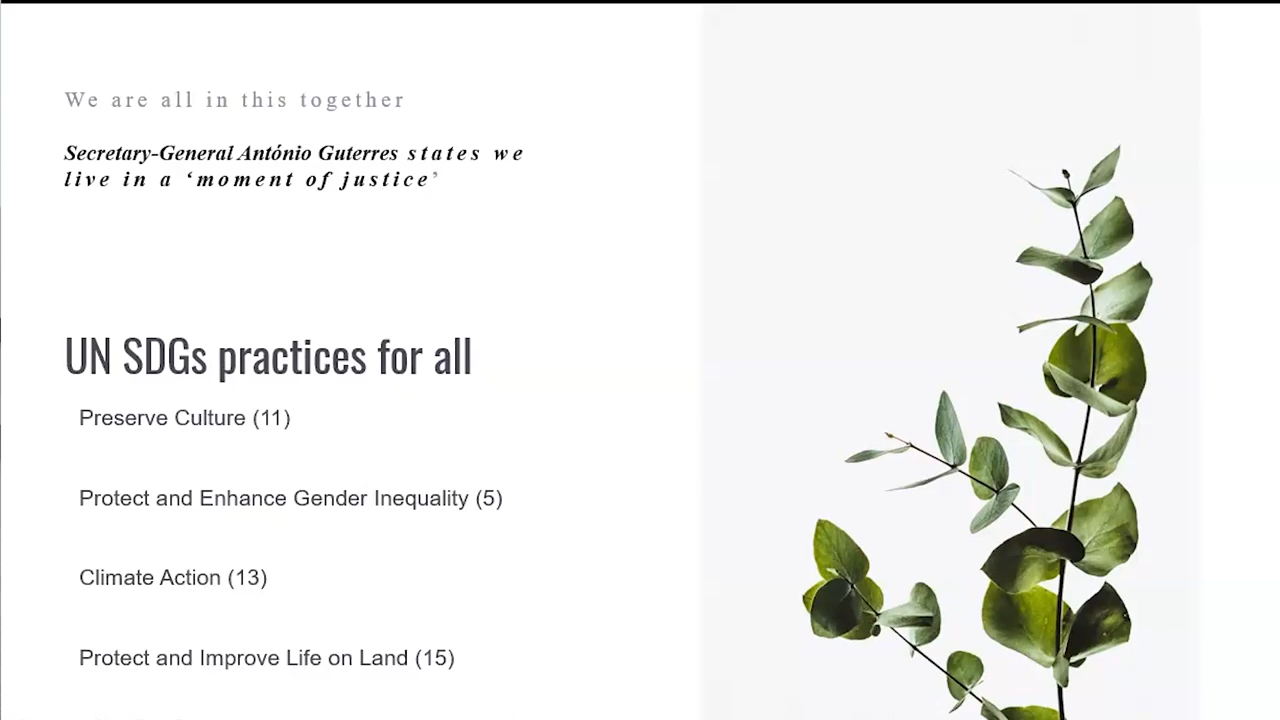 We are all in this together
Secretary-General António Guterres states we
live in a ‘moment of justice’
UN SDGs practices for all
Preserve Culture (11)
Protect and Enhance Gender Inequality (5)
Climate Action (13)
Protect and Improve Life on Land (15)